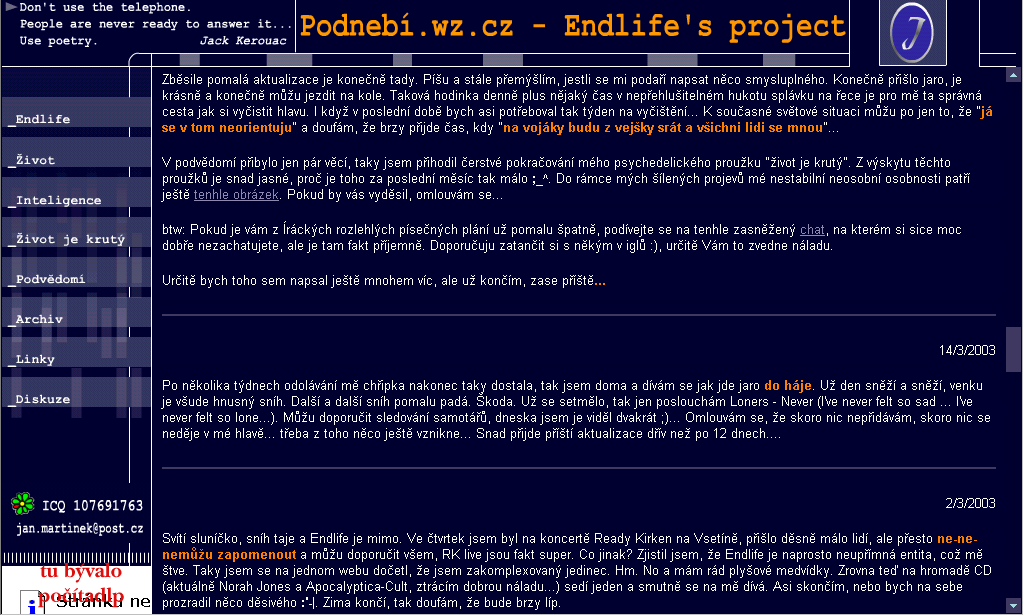 Don't use the telephone.
People are never ready to answer it...
Use poetry. Jack Kerouac
Podnebí.wz.cz - Endlife's project
J
_Endlife
_Život
_Inteligence
_Život je krutý
_Podvědomí
_Archiv
_Linky
_Diskuze
ICQ 107691763
jan.martinek@post.cz
tu bývalo
počítadlo
Stránku ne
Zběsile pomalá aktualizace je konečně tady. Píšu a stále přemýšlím, jestli se mi podaří napsat něco smysluplného. Konečně přišlo jaro, je
krásně a konečně můžu jezdit na kole. Taková hodinka denně plus nějaký čas v nepřehlušitelném hukotu splávku na řece je pro mě ta správná
cesta jak si vyčistit hlavu. I když v poslední době bych asi potřeboval tak týden na vyčištění... K současné světové situaci můžu po jen to, že "já
se v tom neorientuju" a doufám, že brzy přijde čas, kdy "na vojáky budu z vejšky srát a všichni lidi se mnou"...
V podvědomí přibylo jen pár věcí, taky jsem přihodil čerstvé pokračování mého psychedelického proužku "život je krutý". Z výskytu těchto
proužků je snad jasné, proč je toho za poslední měsíc tak málo ;_^. Do rámce mých šílených projevů mé nestabilní neosobní osobnosti patří
ještě tenhle obrázek. Pokud by vás vyděsil, omlouvám se...
btw: Pokud je vám z Íráckých rozlehlých písečných plání už pomalu špatně, podívejte se na tenhle zasněžený chat, na kterém si sice moc
dobře nezachatujete, ale je tam fakt příjemně. Doporučuju zatančit si s někým v iglů :), určitě Vám to zvedne náladu.
Určitě bych toho sem napsal ještě mnohem víc, ale už končím, zase příště...
14/3/2003
Po několika týdnech odolávání mě chřipka nakonec taky dostala, tak jsem doma a dívám se jak jde jaro do háje. Už den sněží a sněží, venku
je všude hnusný sníh. Další a další sníh pomalu padá. Škoda. Už se setmělo, tak jen poslouchám Loners - Never (I've never felt so sad ... I've
never felt so lone...). Můžu doporučit sledování samotářů, dneska jsem je viděl dvakrát ;)... Omlouvám se, že skoro nic nepřidávám, skoro nic se
neděje v mé hlavě... třeba z toho něco ještě vznikne... Snad přijde příští aktualizace dřív než po 12 dnech....
2/3/2003
Svítí sluníčko, sníh taje a Endlife je mimo. Ve čtvrtek jsem byl na koncertě Ready Kirken na Vsetíně, přišlo děsně málo lidí, ale přesto ne-ne-
nemůžu zapomenout a můžu doporučit všem, RK live jsou fakt super. Co jinak? Zjistil jsem, že Endlife je naprosto neupřímná entita, což mě
štve. Taky jsem se na jednom webu dočetl, že jsem zakomplexovaný jedinec. Hm. No a mám rád plyšové medvídky. Zrovna teď na hromadě CD
(aktuálně Norah Jones a Apocalyptica-Cult, ztrácím dobrou náladu...) sedí jeden a smutně se na mě dívá. Asi skončím, nebo bych na sebe
prozradil něco děsivého :'-|. Zima končí, tak doufám, že bude brzy líp.